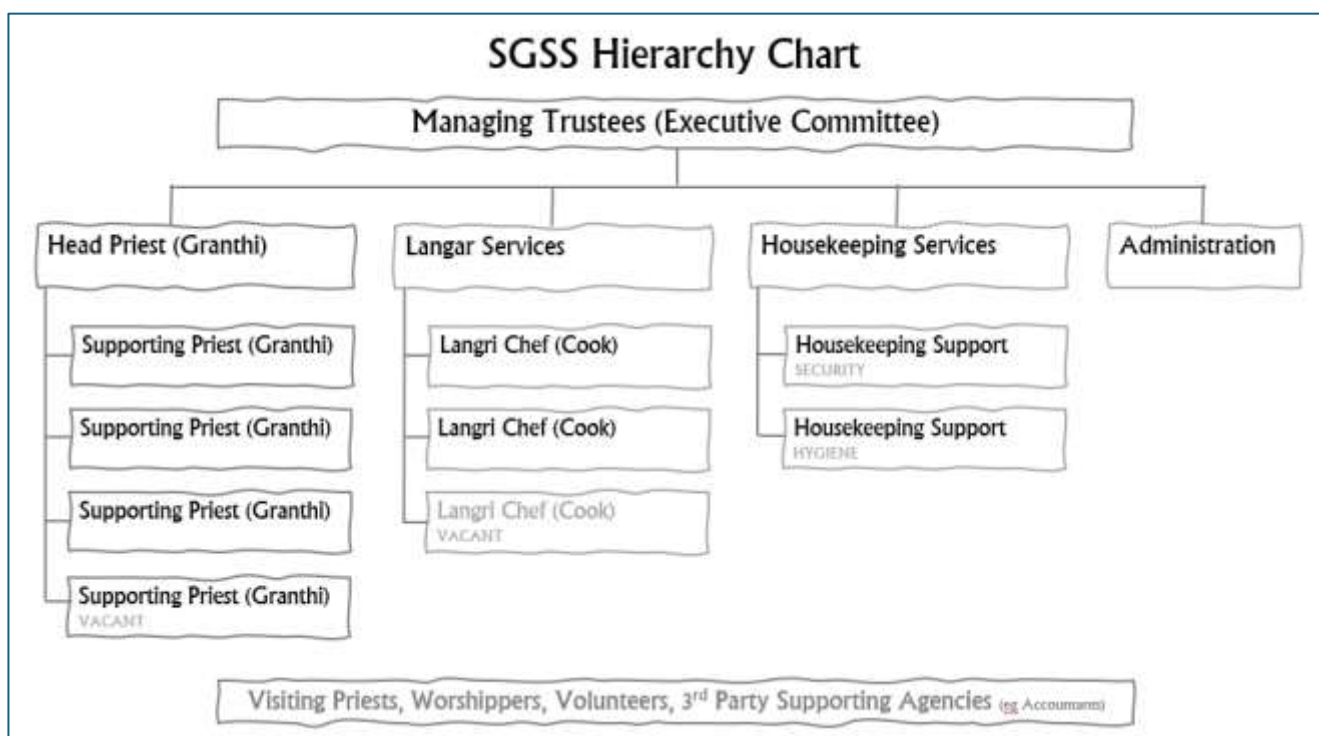 SGSS Hierarchy Chart
Managing Trustees (Executive Committee)
Head Priest (Granthi)
Supporting Priest (Granthi)
Supporting Priest (Granthi)
Supporting Priest (Granthi)
Supporting Priest (Granthi)
VACANT
Langar Services
Langri Chef (Cook)
Langri Chef (Cook)
Langri Chef (Cook)
VACANT
Housekeeping Services
Housekeeping Support
SECURITY
Housekeeping Support
HYGIENE
Administration
Visiting Priests, Worshippers, Volunteers, 3rd Party Supporting Agencies (eg Accountants)